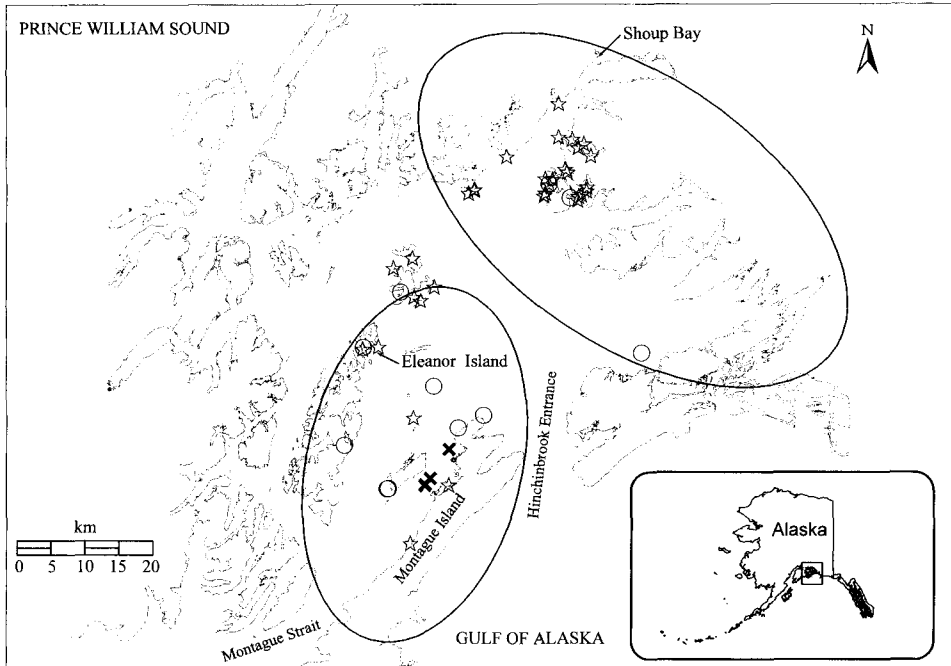 PRINCE WILLIAM SOUND
Shoup Bay
N
Eleanor Island
Hinchinbrook Entrance
Montague Island
km
0 5 10 15 20
Montague Strait
GULF OF ALASKA
Alaska